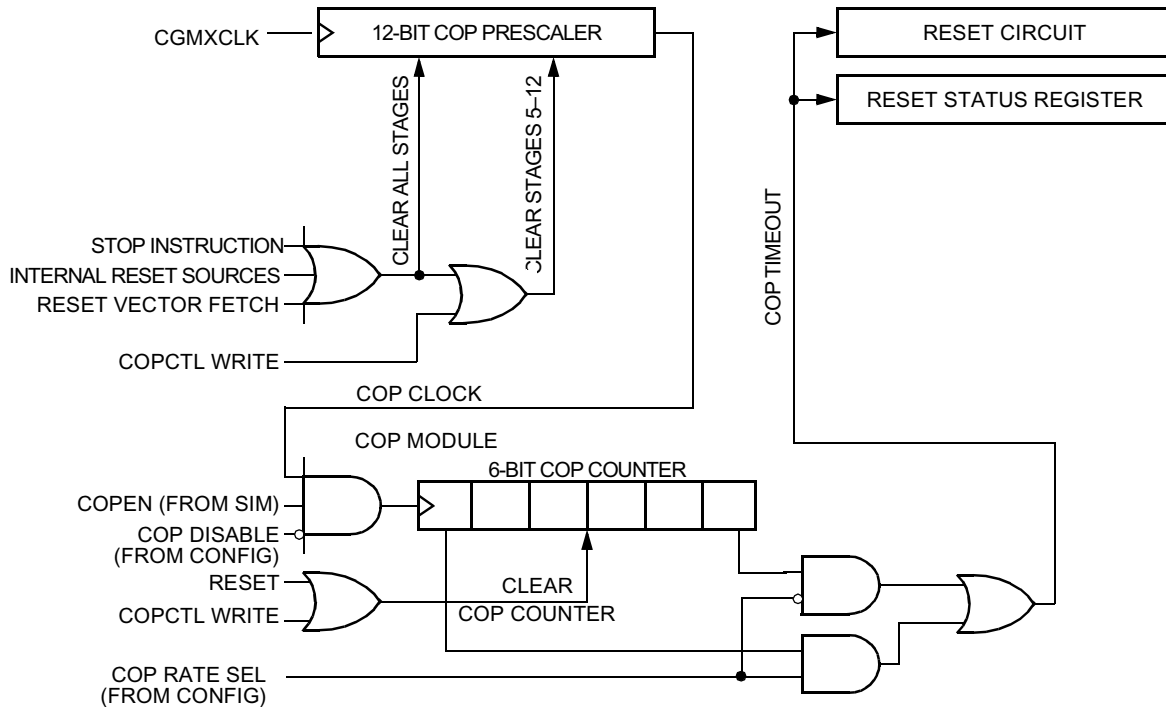 CGMXCLK
12-BIT COP PRESCALER
RESET CIRCUIT
RESET STATUS REGISTER
CLEAR ALL STAGES
CLEAR STAGES 5–12
COP TIMEOUT
STOP INSTRUCTION
INTERNAL RESET SOURCES
RESET VECTOR FETCH
COPCTL WRITE
COP CLOCK
COP MODULE
6-BIT COP COUNTER
COPEN (FROM SIM)
COP DISABLE
(FROM CONFIG)
RESET
COPCTL WRITE
CLEAR
COP COUNTER
COP RATE SEL
(FROM CONFIG)